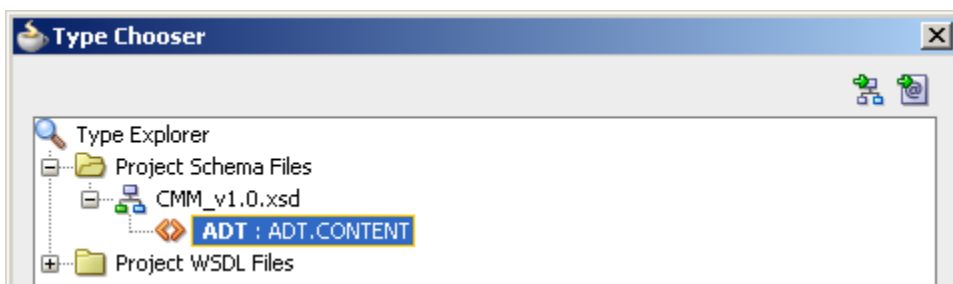 Type Chooser
Type Explorer
Project Schema Files
CMM_v1.0.xsd
ADT : ADT.CONTENT
Project WSDL Files